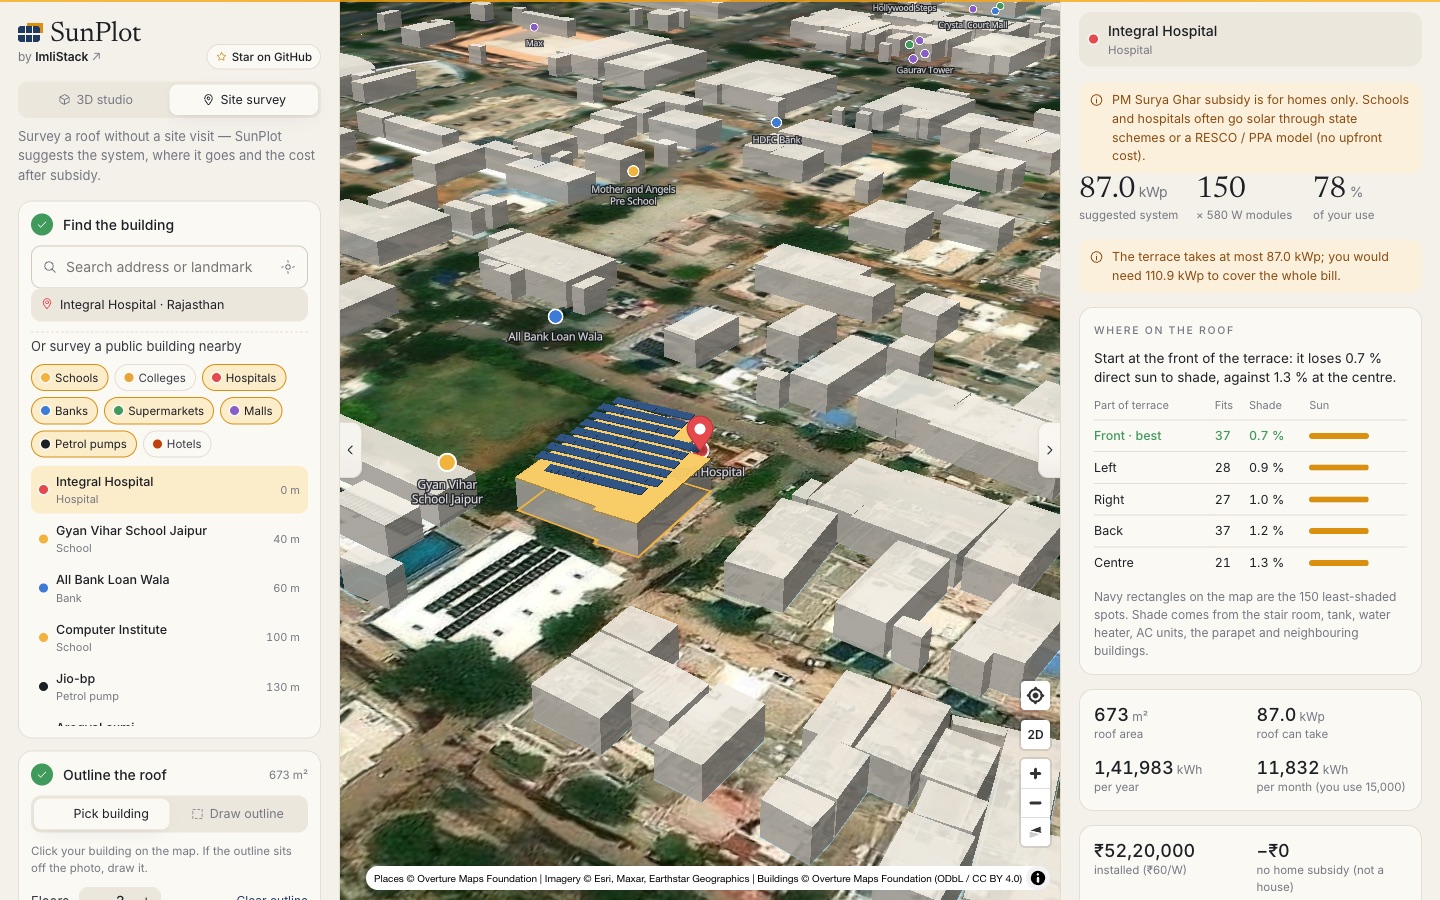 SunPlot
by ImliStack ↗
Star on GitHub
3D studio
Site survey
Survey a roof without a site visit — SunPlot
suggests the system, where it goes and the cost
after subsidy.
Find the building
Search address or landmark
Integral Hospital · Rajasthan
Or survey a public building nearby
Schools
Colleges
Hospitals
Banks
Supermarkets
Malls
Petrol pumps
Hotels
Integral Hospital
Hospital
0 m
Gyan Vihar School Jaipur
School
40 m
All Bank Loan Wala
Bank
60 m
Computer Institute
School
100 m
Jio-bp
Petrol pump
130 m
Outline the roof
673 m²
Pick building
Draw outline
Click your building on the map. If the outline sits
off the photo, draw it.
Floors
Clear outline
Hollywood Steps
Crystal Court Mall
Max
Gaurav Tower
HDFC Bank
Mother and Angels
Pre School
All Bank Loan Wala
Hospital
Gyan Vihar
School Jaipur
2D
Places © Overture Maps Foundation | Imagery © Esri, Maxar, Earthstar Geographics | Buildings © Overture Maps Foundation (ODbL / CC BY 4.0)
Integral Hospital
Hospital
PM Surya Ghar subsidy is for homes only. Schools
and hospitals often go solar through state
schemes or a RESCO / PPA model (no upfront
cost).
87.0 kWp
suggested system
150
× 580 W modules
78 %
of your use
The terrace takes at most 87.0 kWp; you would
need 110.9 kWp to cover the whole bill.
WHERE ON THE ROOF
Start at the front of the terrace: it loses 0.7 %
direct sun to shade, against 1.3 % at the centre.
Part of terrace Fits Shade Sun
Front · best 37 0.7 %
Left 28 0.9 %
Right 27 1.0 %
Back 37 1.2 %
Centre 21 1.3 %
Navy rectangles on the map are the 150 least-shaded
spots. Shade comes from the stair room, tank, water
heater, AC units, the parapet and neighbouring
buildings.
673 m²
roof area
87.0 kWp
roof can take
1,41,983 kWh
per year
11,832 kWh
per month (you use 15,000)
₹52,20,000
installed (₹60/W)
−₹0
no home subsidy (not a
house)